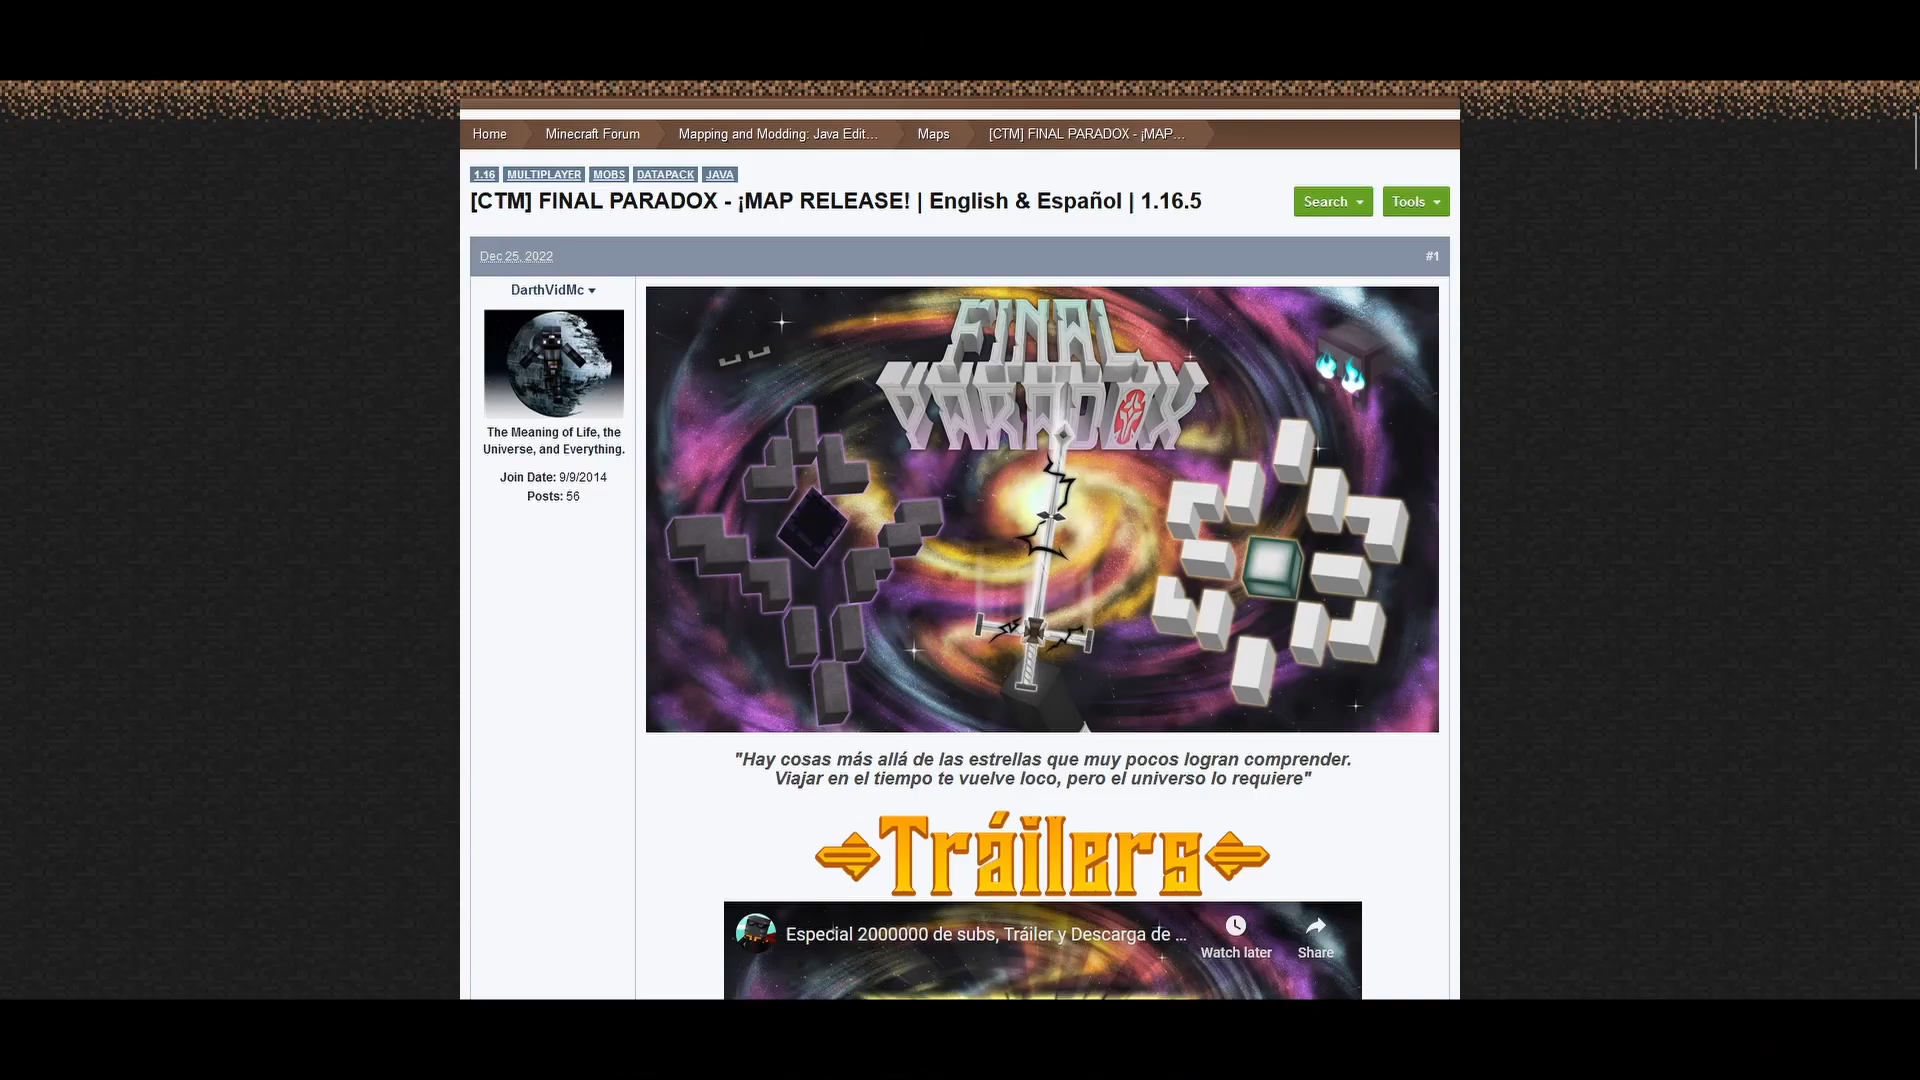 Home Minecraft Forum Mapping and Modding: Java Edit... Maps [CTM] FINAL PARADOX - ¡MAP...
1.16 MULTIPLAYER MOBS DATAPACK JAVA
[CTM] FINAL PARADOX - ¡MAP RELEASE! | English & Español | 1.16.5
Search Tools
Dec 25, 2022 #1
DarthVidMc
The Meaning of Life, the
Universe, and Everything.
Join Date: 9/9/2014
Posts: 56
FINAL
PARADOX
"Hay cosas más allá de las estrellas que muy pocos logran comprender.
Viajar en el tiempo te vuelve loco, pero el universo lo requiere"
Tráilers
Especial 2000000 de subs, Tráiler y Descarga de ...
Watch later Share